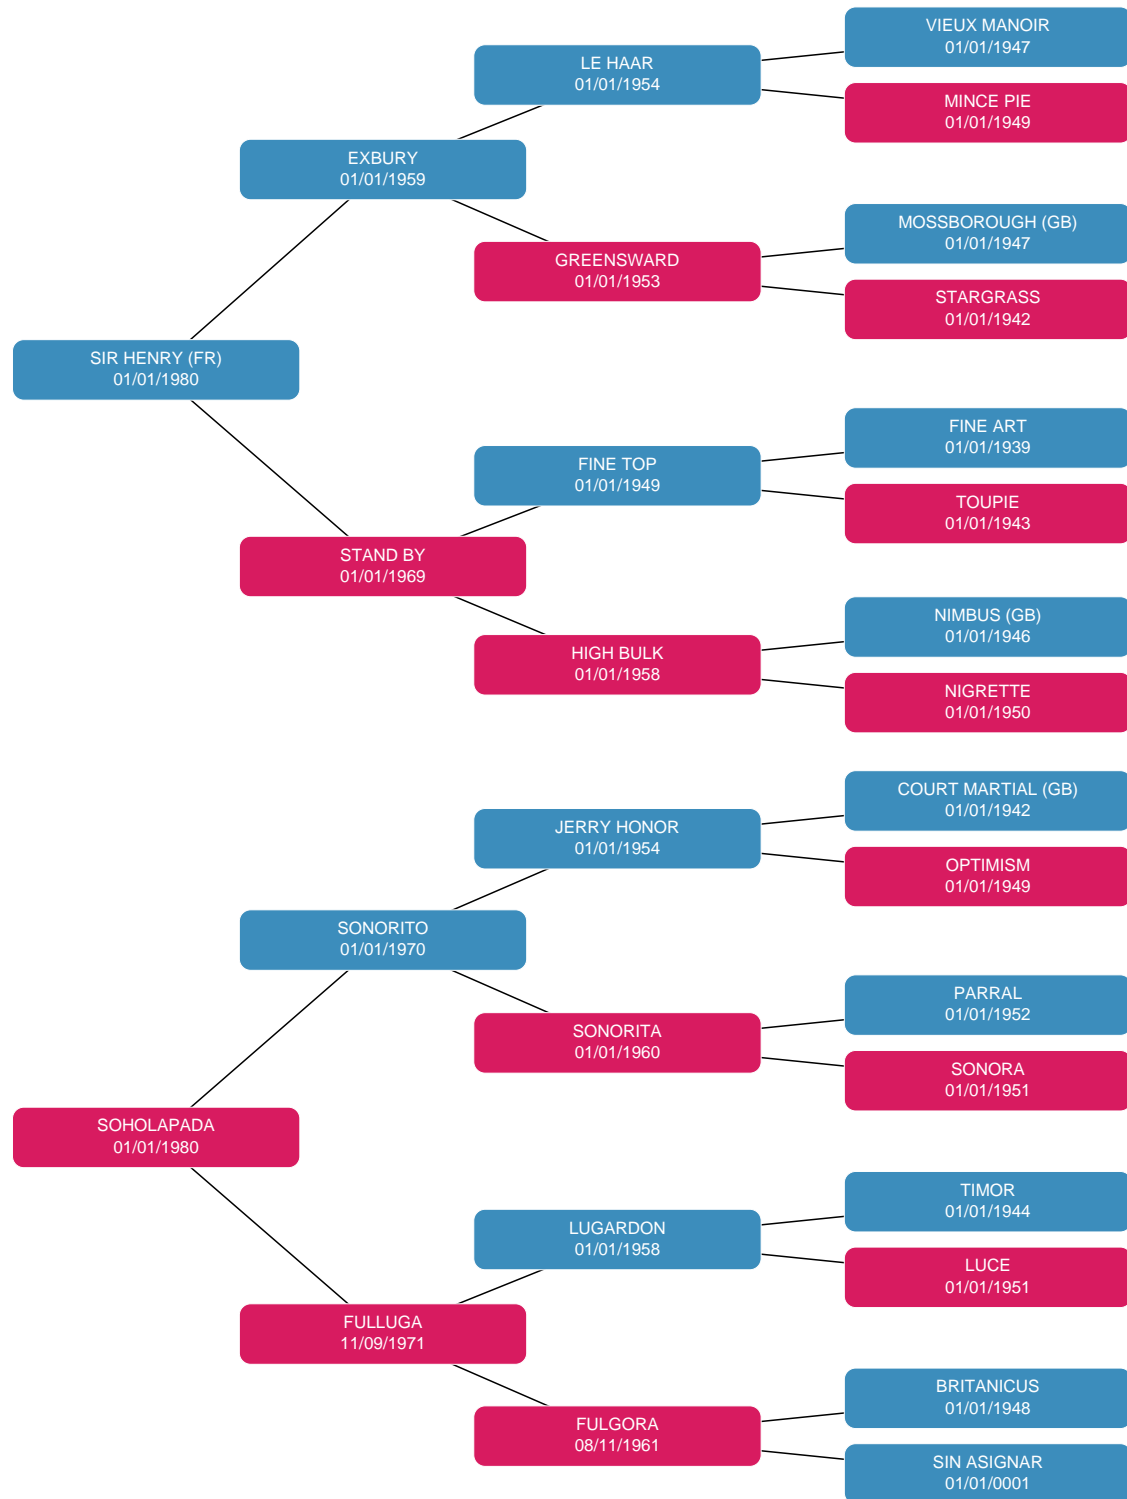 VIEUX MANOIR
01/01/1947
LE HAAR
01/01/1954
MINCE PIE
01/01/1949
EXBURY
01/01/1959
MOSSBOROUGH (GB)
01/01/1947
GREENSWARD
01/01/1953
STARGRASS
01/01/1942
SIR HENRY (FR)
01/01/1980
FINE ART
01/01/1939
FINE TOP
01/01/1949
TOUPIE
01/01/1943
STAND BY
01/01/1969
NIMBUS (GB)
01/01/1946
HIGH BULK
01/01/1958
NIGRETTE
01/01/1950
COURT MARTIAL (GB)
01/01/1942
JERRY HONOR
01/01/1954
OPTIMISM
01/01/1949
SONORITO
01/01/1970
PARRAL
01/01/1952
SONORITA
01/01/1960
SONORA
01/01/1951
SOHOLAPADA
01/01/1980
TIMOR
01/01/1944
LUGARDON
01/01/1958
LUCE
01/01/1951
FULLUGA
11/09/1971
BRITANICUS
01/01/1948
FULGORA
08/11/1961
SIN ASIGNAR
01/01/0001